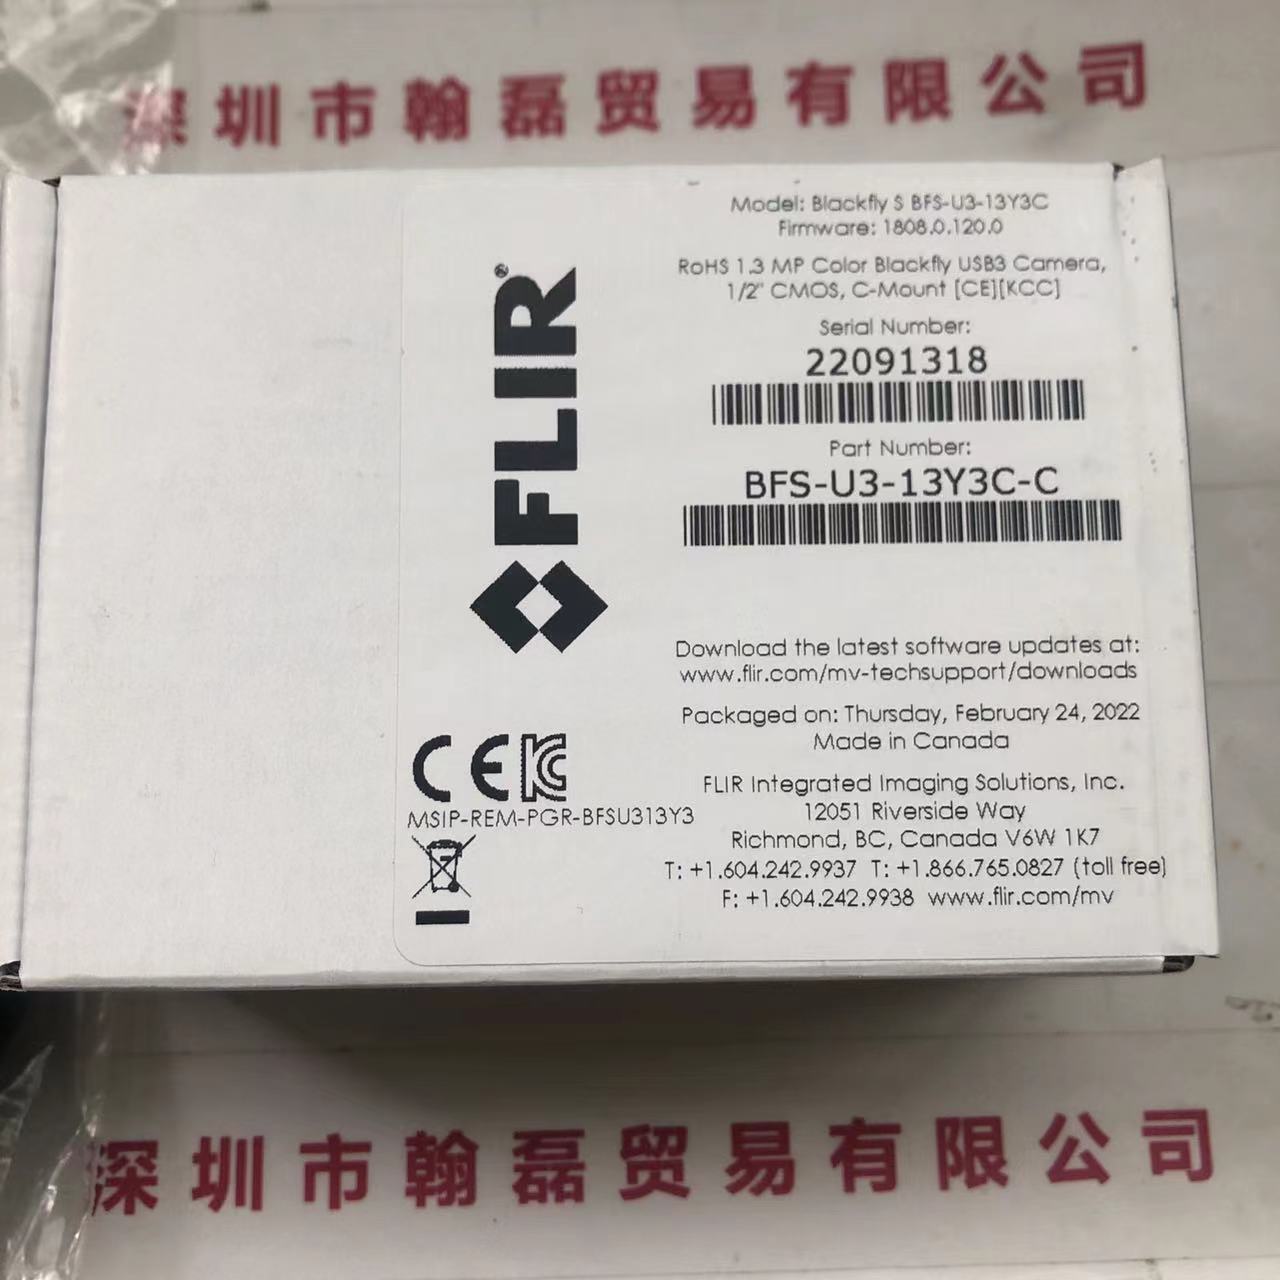 深圳市翰磊贸易有限公司
FLIR®
Model: Blackfly S BFS-U3-13Y3C
Firmware: 1808.0.120.0
RoHS 1.3 MP Color Blackfly USB3 Camera,
1/2" CMOS, C-Mount [CE][KCC]
Serial Number:
22091318
Part Number:
BFS-U3-13Y3C-C
Download the latest software updates at:
www.flir.com/mv-techsupport/downloads
Packaged on: Thursday, February 24, 2022
Made in Canada
CE KC
MSIP-REM-PGR-BFSU313Y3
FLIR Integrated Imaging Solutions, Inc.
12051 Riverside Way
Richmond, BC, Canada V6W 1K7
T: +1.604.242.9937 T: +1.866.765.0827 (toll free)
F: +1.604.242.9938 www.flir.com/mv
深圳市翰磊贸易有限公司